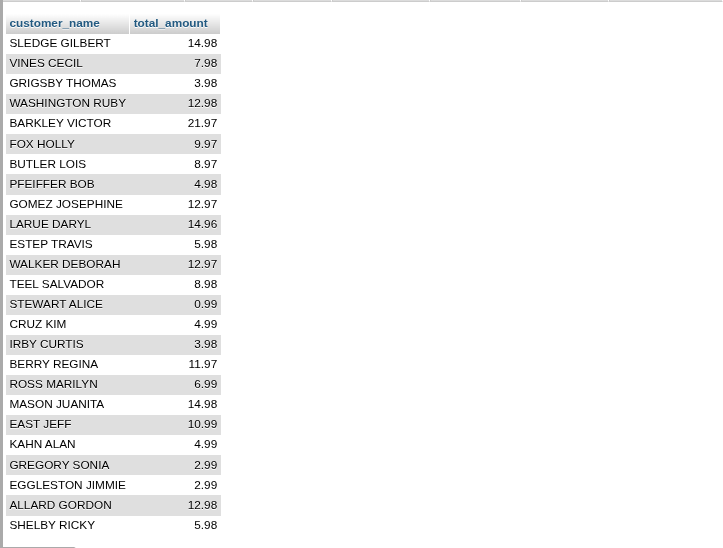 customer_name total_amount
SLEDGE GILBERT 14.98
VINES CECIL 7.98
GRIGSBY THOMAS 3.98
WASHINGTON RUBY 12.98
BARKLEY VICTOR 21.97
FOX HOLLY 9.97
BUTLER LOIS 8.97
PFEIFFER BOB 4.98
GOMEZ JOSEPHINE 12.97
LARUE DARYL 14.96
ESTEP TRAVIS 5.98
WALKER DEBORAH 12.97
TEEL SALVADOR 8.98
STEWART ALICE 0.99
CRUZ KIM 4.99
IRBY CURTIS 3.98
BERRY REGINA 11.97
ROSS MARILYN 6.99
MASON JUANITA 14.98
EAST JEFF 10.99
KAHN ALAN 4.99
GREGORY SONIA 2.99
EGGLESTON JIMMIE 2.99
ALLARD GORDON 12.98
SHELBY RICKY 5.98